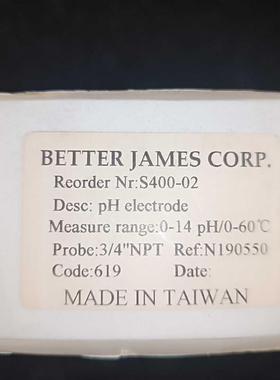 BETTER JAMES CORP.
Reorder Nr:S400-02
Desc: pH electrode
Measure range:0-14 pH/0-60℃
Probe:3/4"NPT Ref:N190550
Code:619 Date:
MADE IN TAIWAN